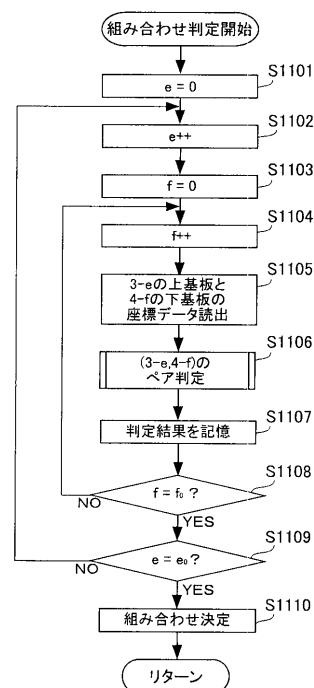 組み合わせ判定開始
S1101
e = 0
S1102
e++
S1103
f = 0
S1104
f++
S1105
3-eの上基板と
4-fの下基板の
座標データ読出
S1106
(3-e,4-f)の
ペア判定
S1107
判定結果を記憶
S1108
f = f₀ ?
NO
YES
S1109
e = e₀ ?
NO
YES
S1110
組み合わせ決定
リターン